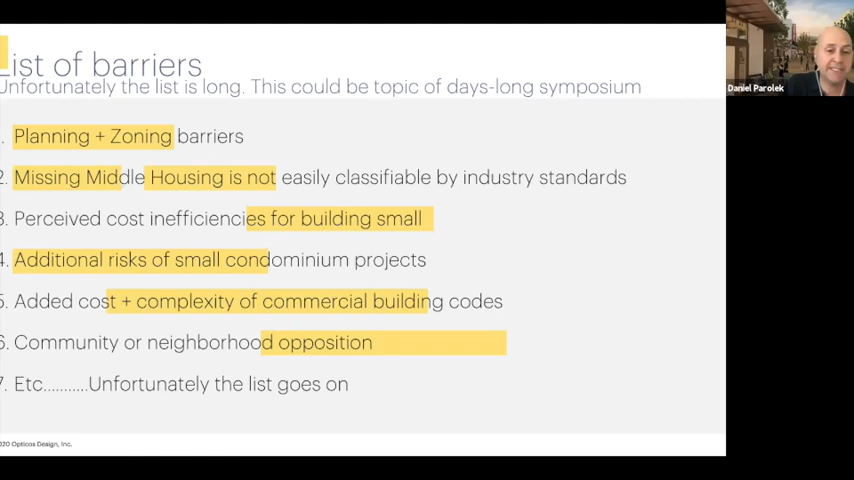 List of barriers
Unfortunately the list is long. This could be topic of days-long symposium
. Planning + Zoning barriers
2. Missing Middle Housing is not easily classifiable by industry standards
3. Perceived cost inefficiencies for building small
4. Additional risks of small condominium projects
5. Added cost + complexity of commercial building codes
6. Community or neighborhood opposition
7. Etc...........Unfortunately the list goes on
020 Opticos Design, Inc.
Daniel Parolek